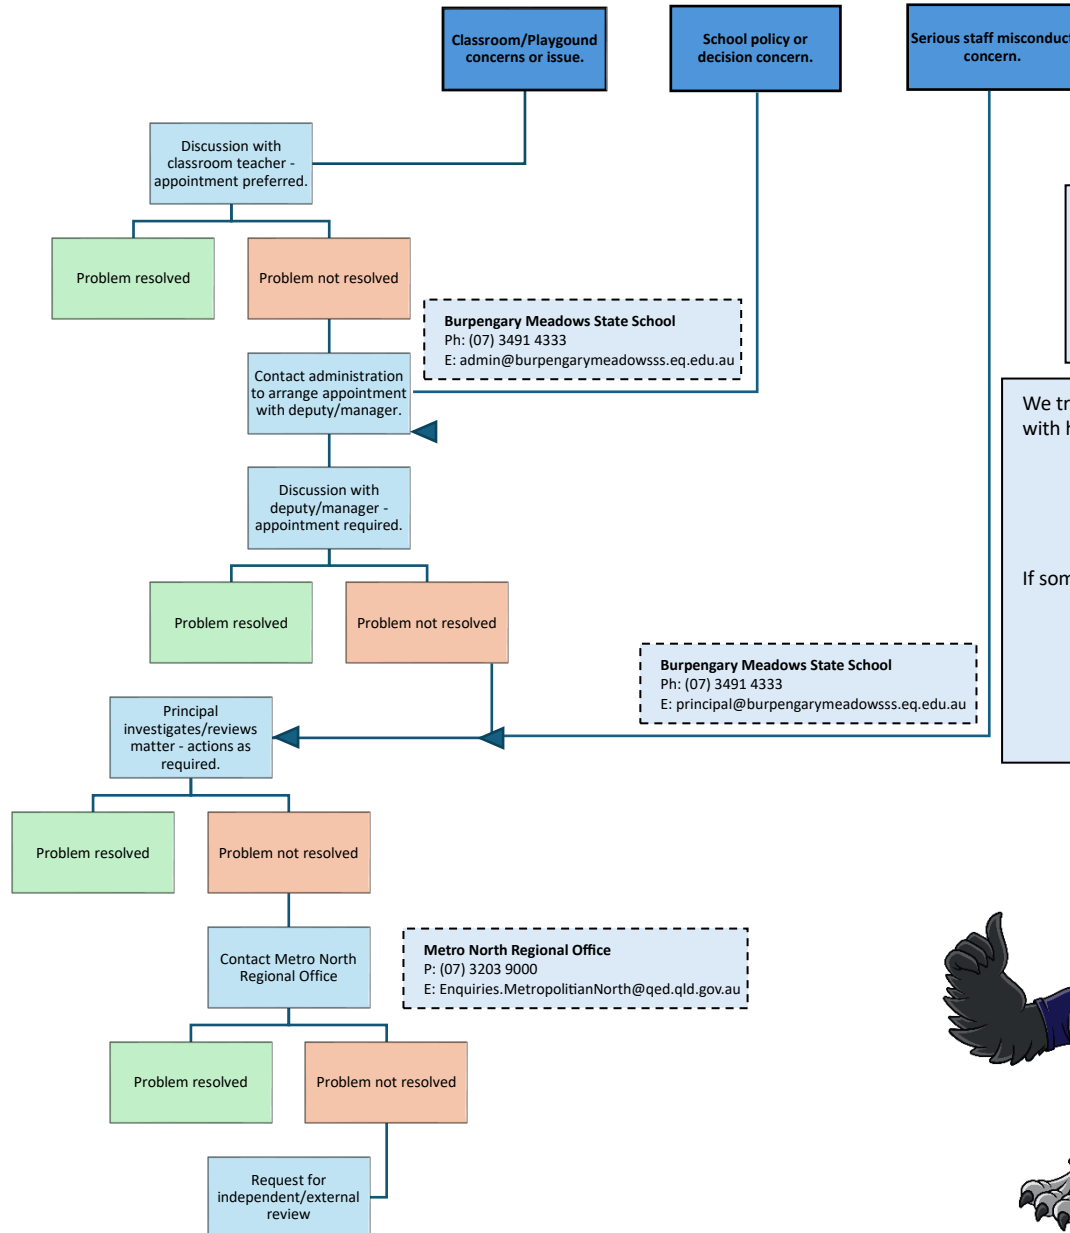 Classroom/Playgound
concerns or issue.
School policy or
decision concern.
Serious staff misconduct
concern.
Discussion with
classroom teacher -
appointment preferred.
Problem resolved
Problem not resolved
Burpengary Meadows State School
Ph: (07) 3491 4333
E: admin@burpengarymeadowsss.eq.edu.au
Contact administration
to arrange appointment
with deputy/manager.
We tr
with h
Discussion with
deputy/manager -
appointment required.
If som
Problem resolved
Problem not resolved
Burpengary Meadows State School
Ph: (07) 3491 4333
E: principal@burpengarymeadowsss.eq.edu.au
Principal
investigates/reviews
matter - actions as
required.
Problem resolved
Problem not resolved
Contact Metro North
Regional Office
Metro North Regional Office
P: (07) 3203 9000
E: Enquiries.MetropolitianNorth@qed.qld.gov.au
Problem resolved
Problem not resolved
Request for
independent/external
review